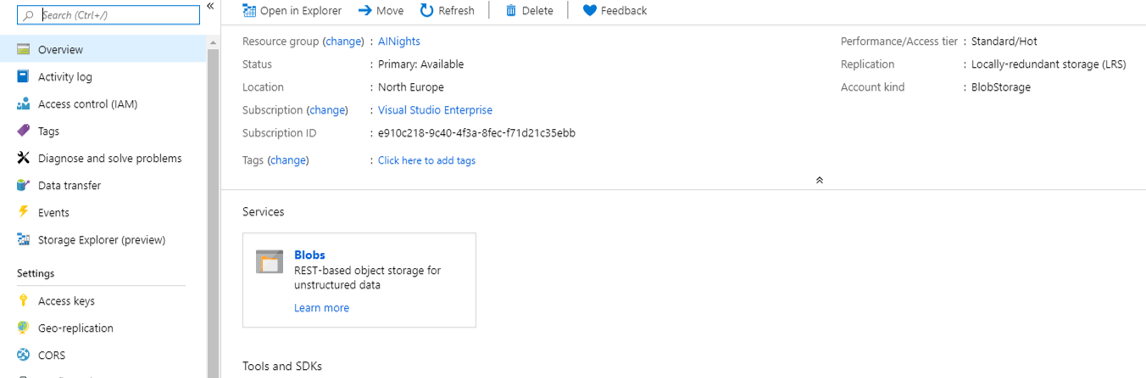 Search (Ctrl+/)
«
Overview
Activity log
Access control (IAM)
Tags
Diagnose and solve problems
Data transfer
Events
Storage Explorer (preview)
Settings
Access keys
Geo-replication
CORS
Open in Explorer Move Refresh Delete Feedback
Resource group (change) : AINights
Status : Primary: Available
Location : North Europe
Subscription (change) : Visual Studio Enterprise
Subscription ID : e910c218-9c40-4f3a-8fec-f71d21c35ebb
Tags (change) : Click here to add tags
Performance/Access tier : Standard/Hot
Replication : Locally-redundant storage (LRS)
Account kind : BlobStorage
Services
Blobs
REST-based object storage for
unstructured data
Learn more
Tools and SDKs